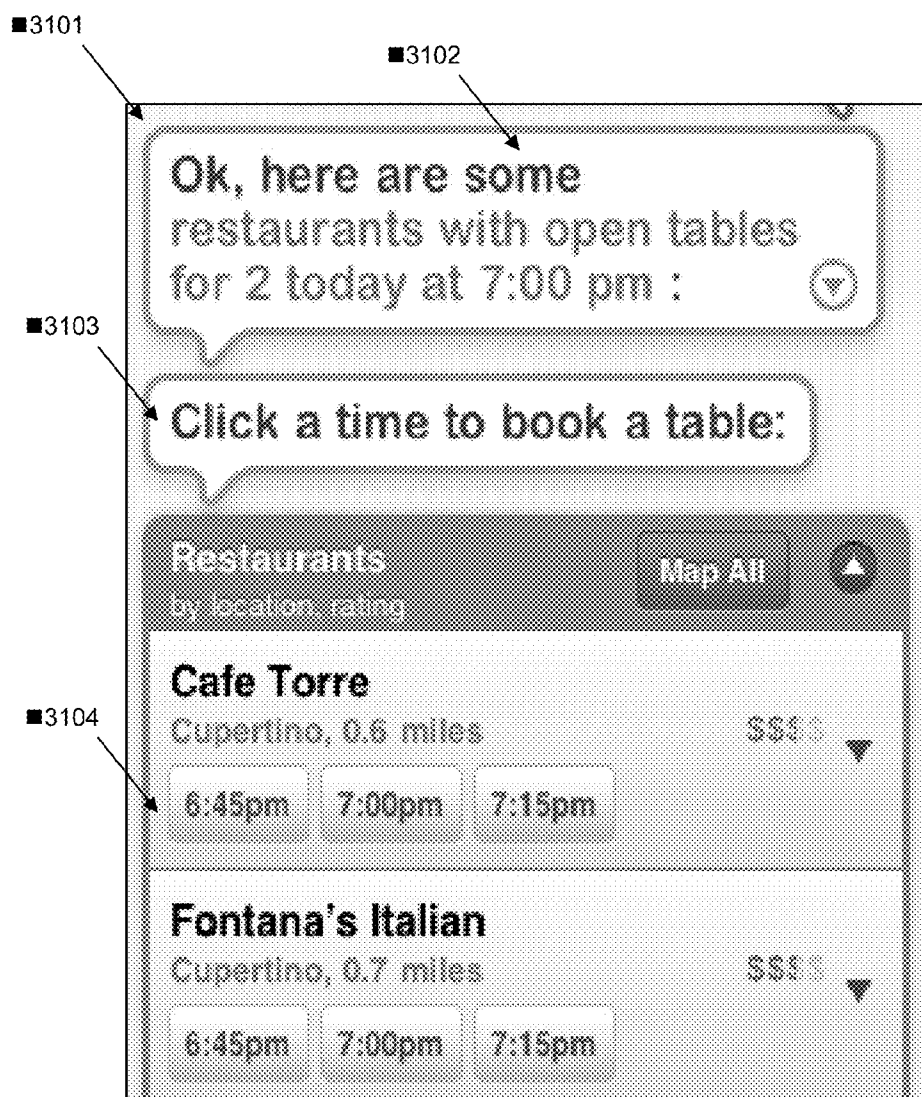 ■3101
■3102
Ok, here are some
restaurants with open tables
for 2 today at 7:00 pm :
■3103
Click a time to book a table:
Restaurants
Map All
by location, rating
Cafe Torre
■3104
Cupertino, 0.6 miles
$$$$
6:45pm 7:00pm 7:15pm
Fontana's Italian
Cupertino, 0.7 miles
$$$$
6:45pm 7:00pm 7:15pm